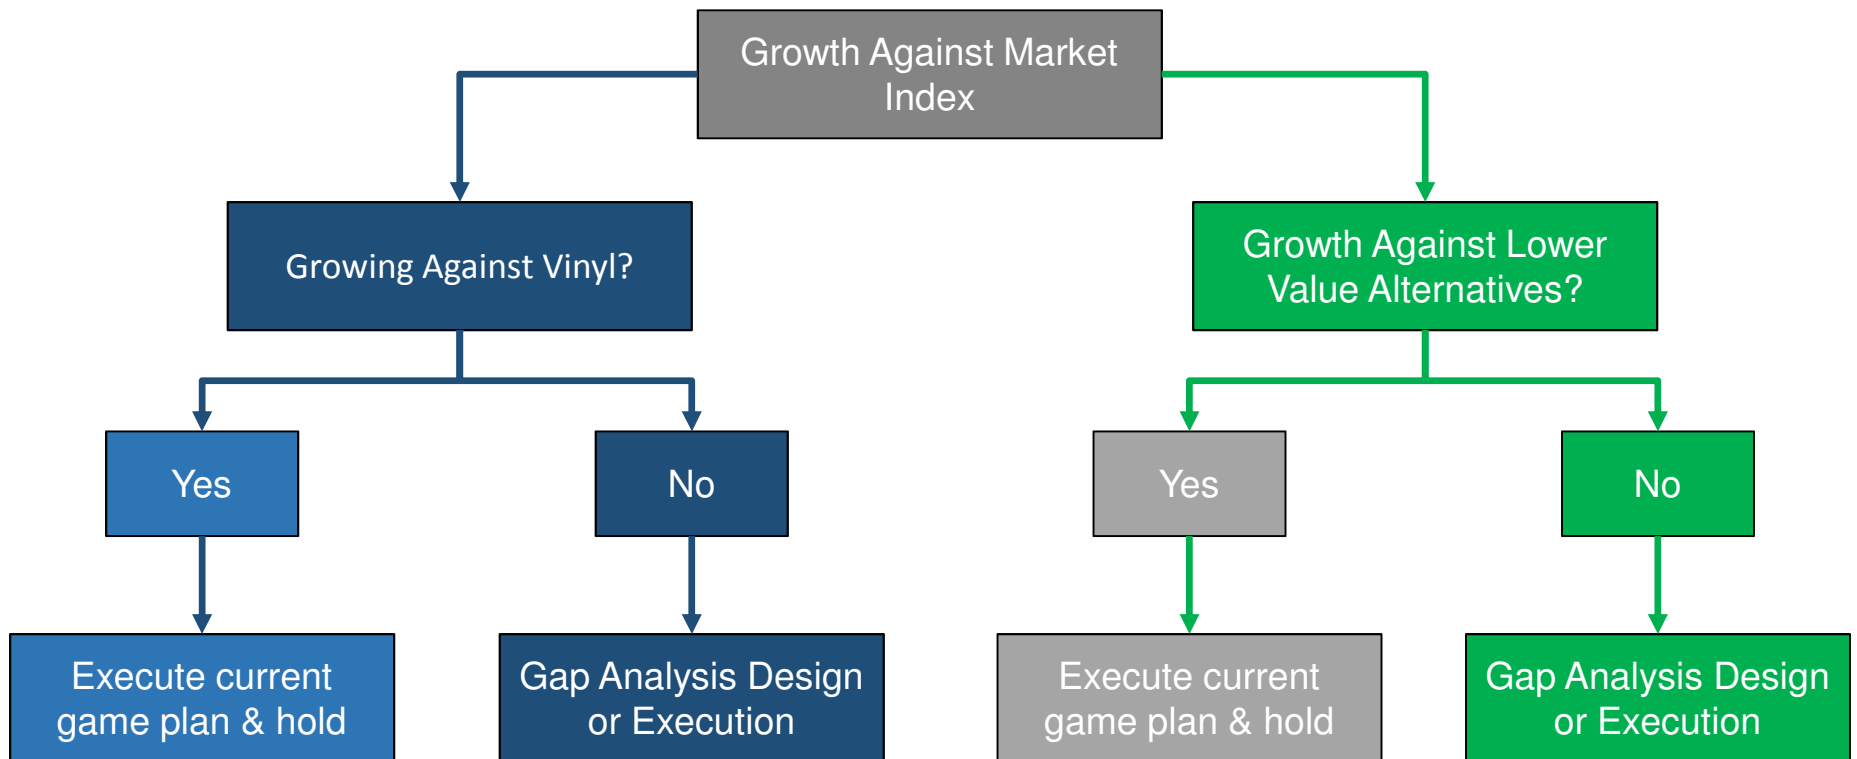 Growth Against Market
Index
Growing Against Vinyl?
Growth Against Lower
Value Alternatives?
Yes
No
Yes
No
Execute current
game plan & hold
Gap Analysis Design
or Execution
Execute current
game plan & hold
Gap Analysis Design
or Execution